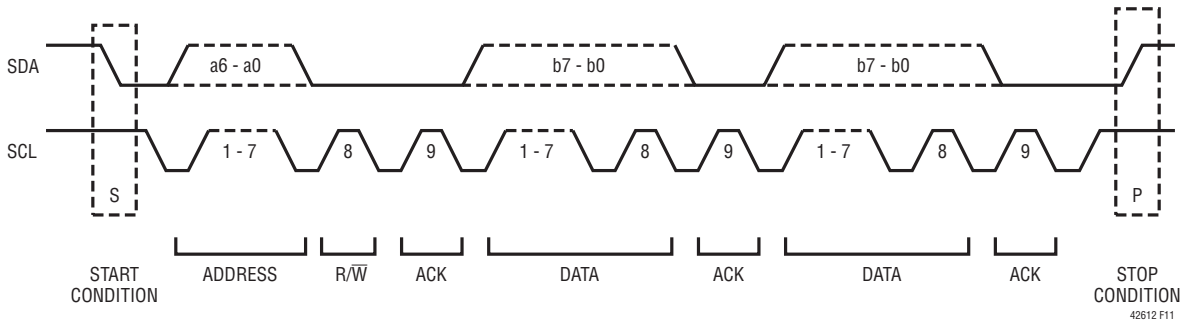 SDA
a6 - a0
b7 - b0
b7 - b0
SCL
1 - 7
8
9
1 - 7
8
9
1 - 7
8
9
S
P
START
CONDITION
ADDRESS
R/W̅
ACK
DATA
ACK
DATA
ACK
STOP
CONDITION
42612 F11